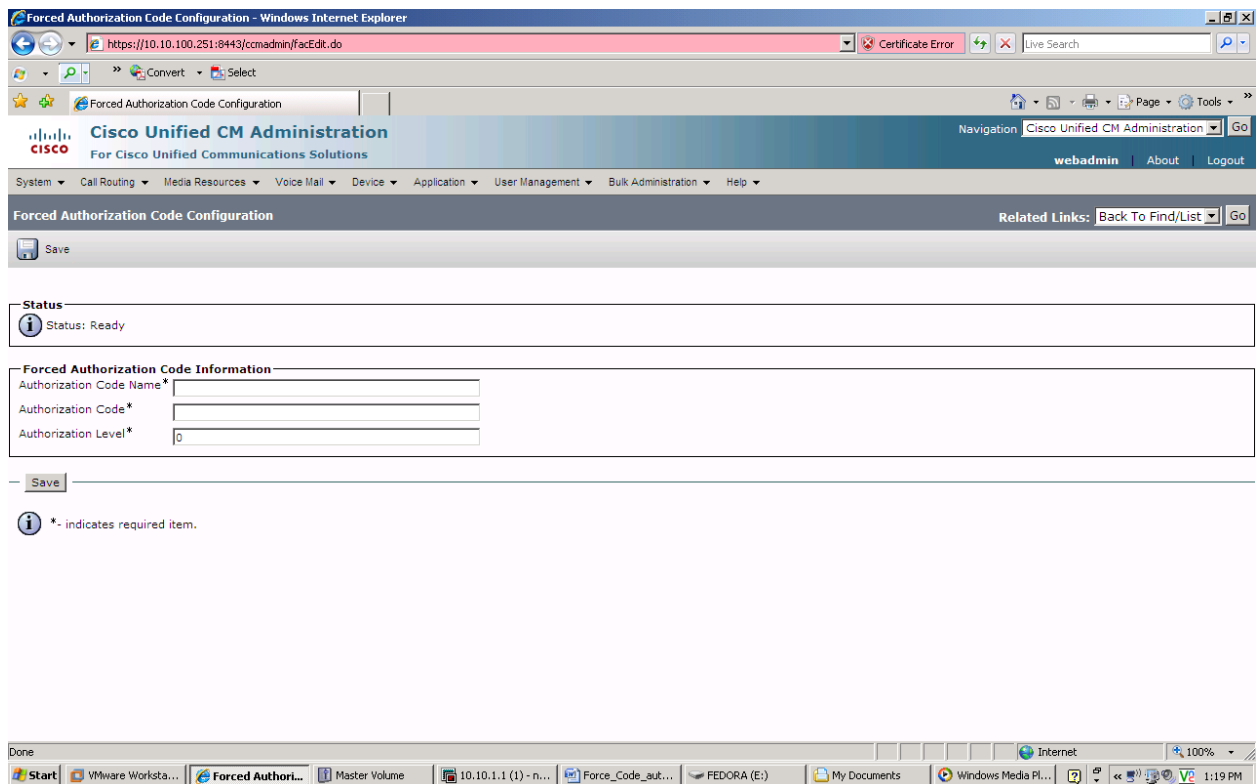 Forced Authorization Code Configuration - Windows Internet Explorer
https://10.10.100.251:8443/ccmadmin/facEdit.do Certificate Error Live Search
» Convert Select
Forced Authorization Code Configuration Page Tools »
CISCO Cisco Unified CM Administration Navigation Cisco Unified CM Administration Go
For Cisco Unified Communications Solutions webadmin | About | Logout
System Call Routing Media Resources Voice Mail Device Application User Management Bulk Administration Help
Forced Authorization Code Configuration Related Links: Back To Find/List Go
Save
Status
Status: Ready
Forced Authorization Code Information
Authorization Code Name*
Authorization Code*
Authorization Level* 0
Save
*- indicates required item.
Done Internet 100%
Start VMware Worksta... Forced Authori... Master Volume 10.10.1.1 (1) - n... Force_Code_aut... FEDORA (E:) My Documents Windows Media Pl... « 1:19 PM